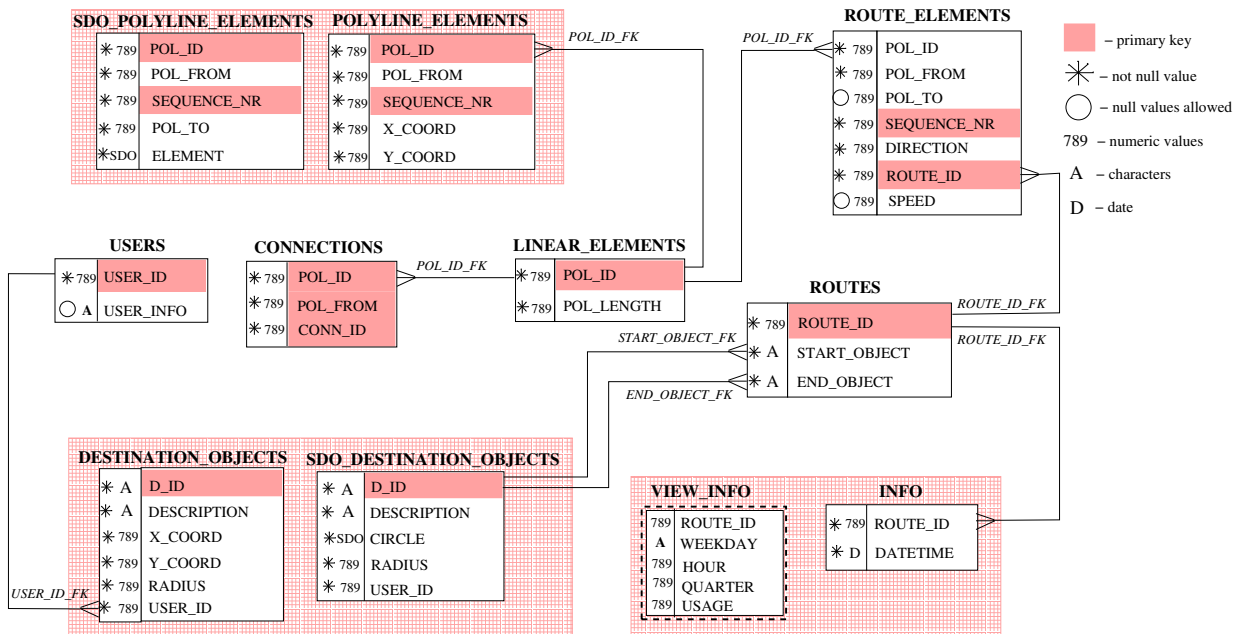 SDO_POLYLINE_ELEMENTS
* 789 POL_ID
* 789 POL_FROM
* 789 SEQUENCE_NR
* 789 POL_TO
*SDO ELEMENT
POLYLINE_ELEMENTS
* 789 POL_ID
* 789 POL_FROM
* 789 SEQUENCE_NR
* 789 X_COORD
* 789 Y_COORD
POL_ID_FK
POL_ID_FK
ROUTE_ELEMENTS
* 789 POL_ID
* 789 POL_FROM
789 POL_TO
* 789 SEQUENCE_NR
* 789 DIRECTION
* 789 ROUTE_ID
789 SPEED
– primary key
– not null value
– null values allowed
789 – numeric values
A – characters
D – date
USERS
* 789 USER_ID
A USER_INFO
CONNECTIONS
* 789 POL_ID
* 789 POL_FROM
* 789 CONN_ID
POL_ID_FK
LINEAR_ELEMENTS
* 789 POL_ID
* 789 POL_LENGTH
ROUTES
* 789 ROUTE_ID
* A START_OBJECT
* A END_OBJECT
ROUTE_ID_FK
ROUTE_ID_FK
START_OBJECT_FK
END_OBJECT_FK
DESTINATION_OBJECTS
* A D_ID
* A DESCRIPTION
* 789 X_COORD
* 789 Y_COORD
* 789 RADIUS
* 789 USER_ID
USER_ID_FK
SDO_DESTINATION_OBJECTS
* A D_ID
* A DESCRIPTION
*SDO CIRCLE
* 789 RADIUS
* 789 USER_ID
VIEW_INFO
789 ROUTE_ID
A WEEKDAY
789 HOUR
789 QUARTER
789 USAGE
INFO
* 789 ROUTE_ID
* D DATETIME